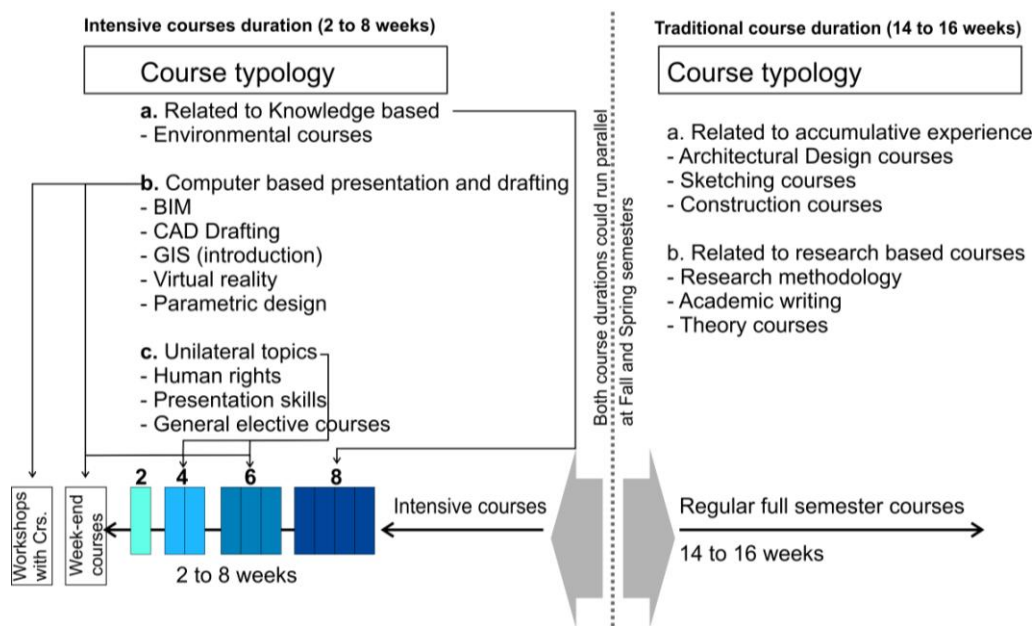 Intensive courses duration (2 to 8 weeks)
Course typology
a. Related to Knowledge based
- Environmental courses
b. Computer based presentation and drafting
- BIM
- CAD Drafting
- GIS (introduction)
- Virtual reality
- Parametric design
c. Unilateral topics
- Human rights
- Presentation skills
- General elective courses
2 4 6 8
Workshops
with Crs.
Week-end
courses
2 to 8 weeks
Intensive courses
Both course durations could run parallel
at Fall and Spring semesters
Traditional course duration (14 to 16 weeks)
Course typology
a. Related to accumulative experience
- Architectural Design courses
- Sketching courses
- Construction courses
b. Related to research based courses
- Research methodology
- Academic writing
- Theory courses
Regular full semester courses
14 to 16 weeks